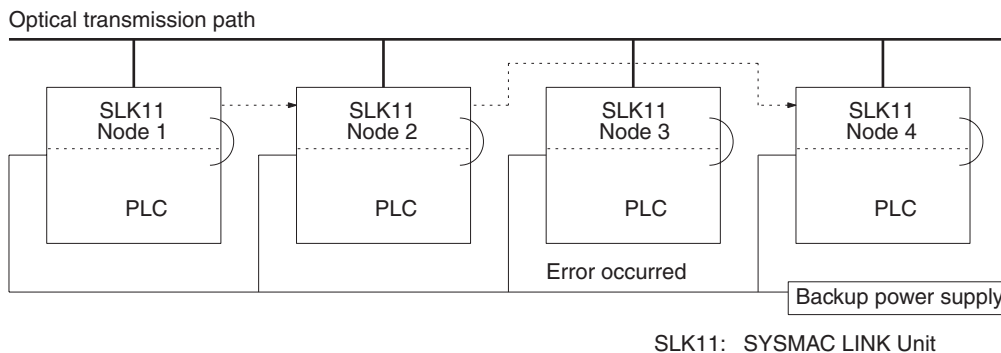 Optical transmission path
SLK11
Node 1
SLK11
Node 2
SLK11
Node 3
SLK11
Node 4
PLC
PLC
PLC
PLC
Error occurred
Backup power supply
SLK11: SYSMAC LINK Unit